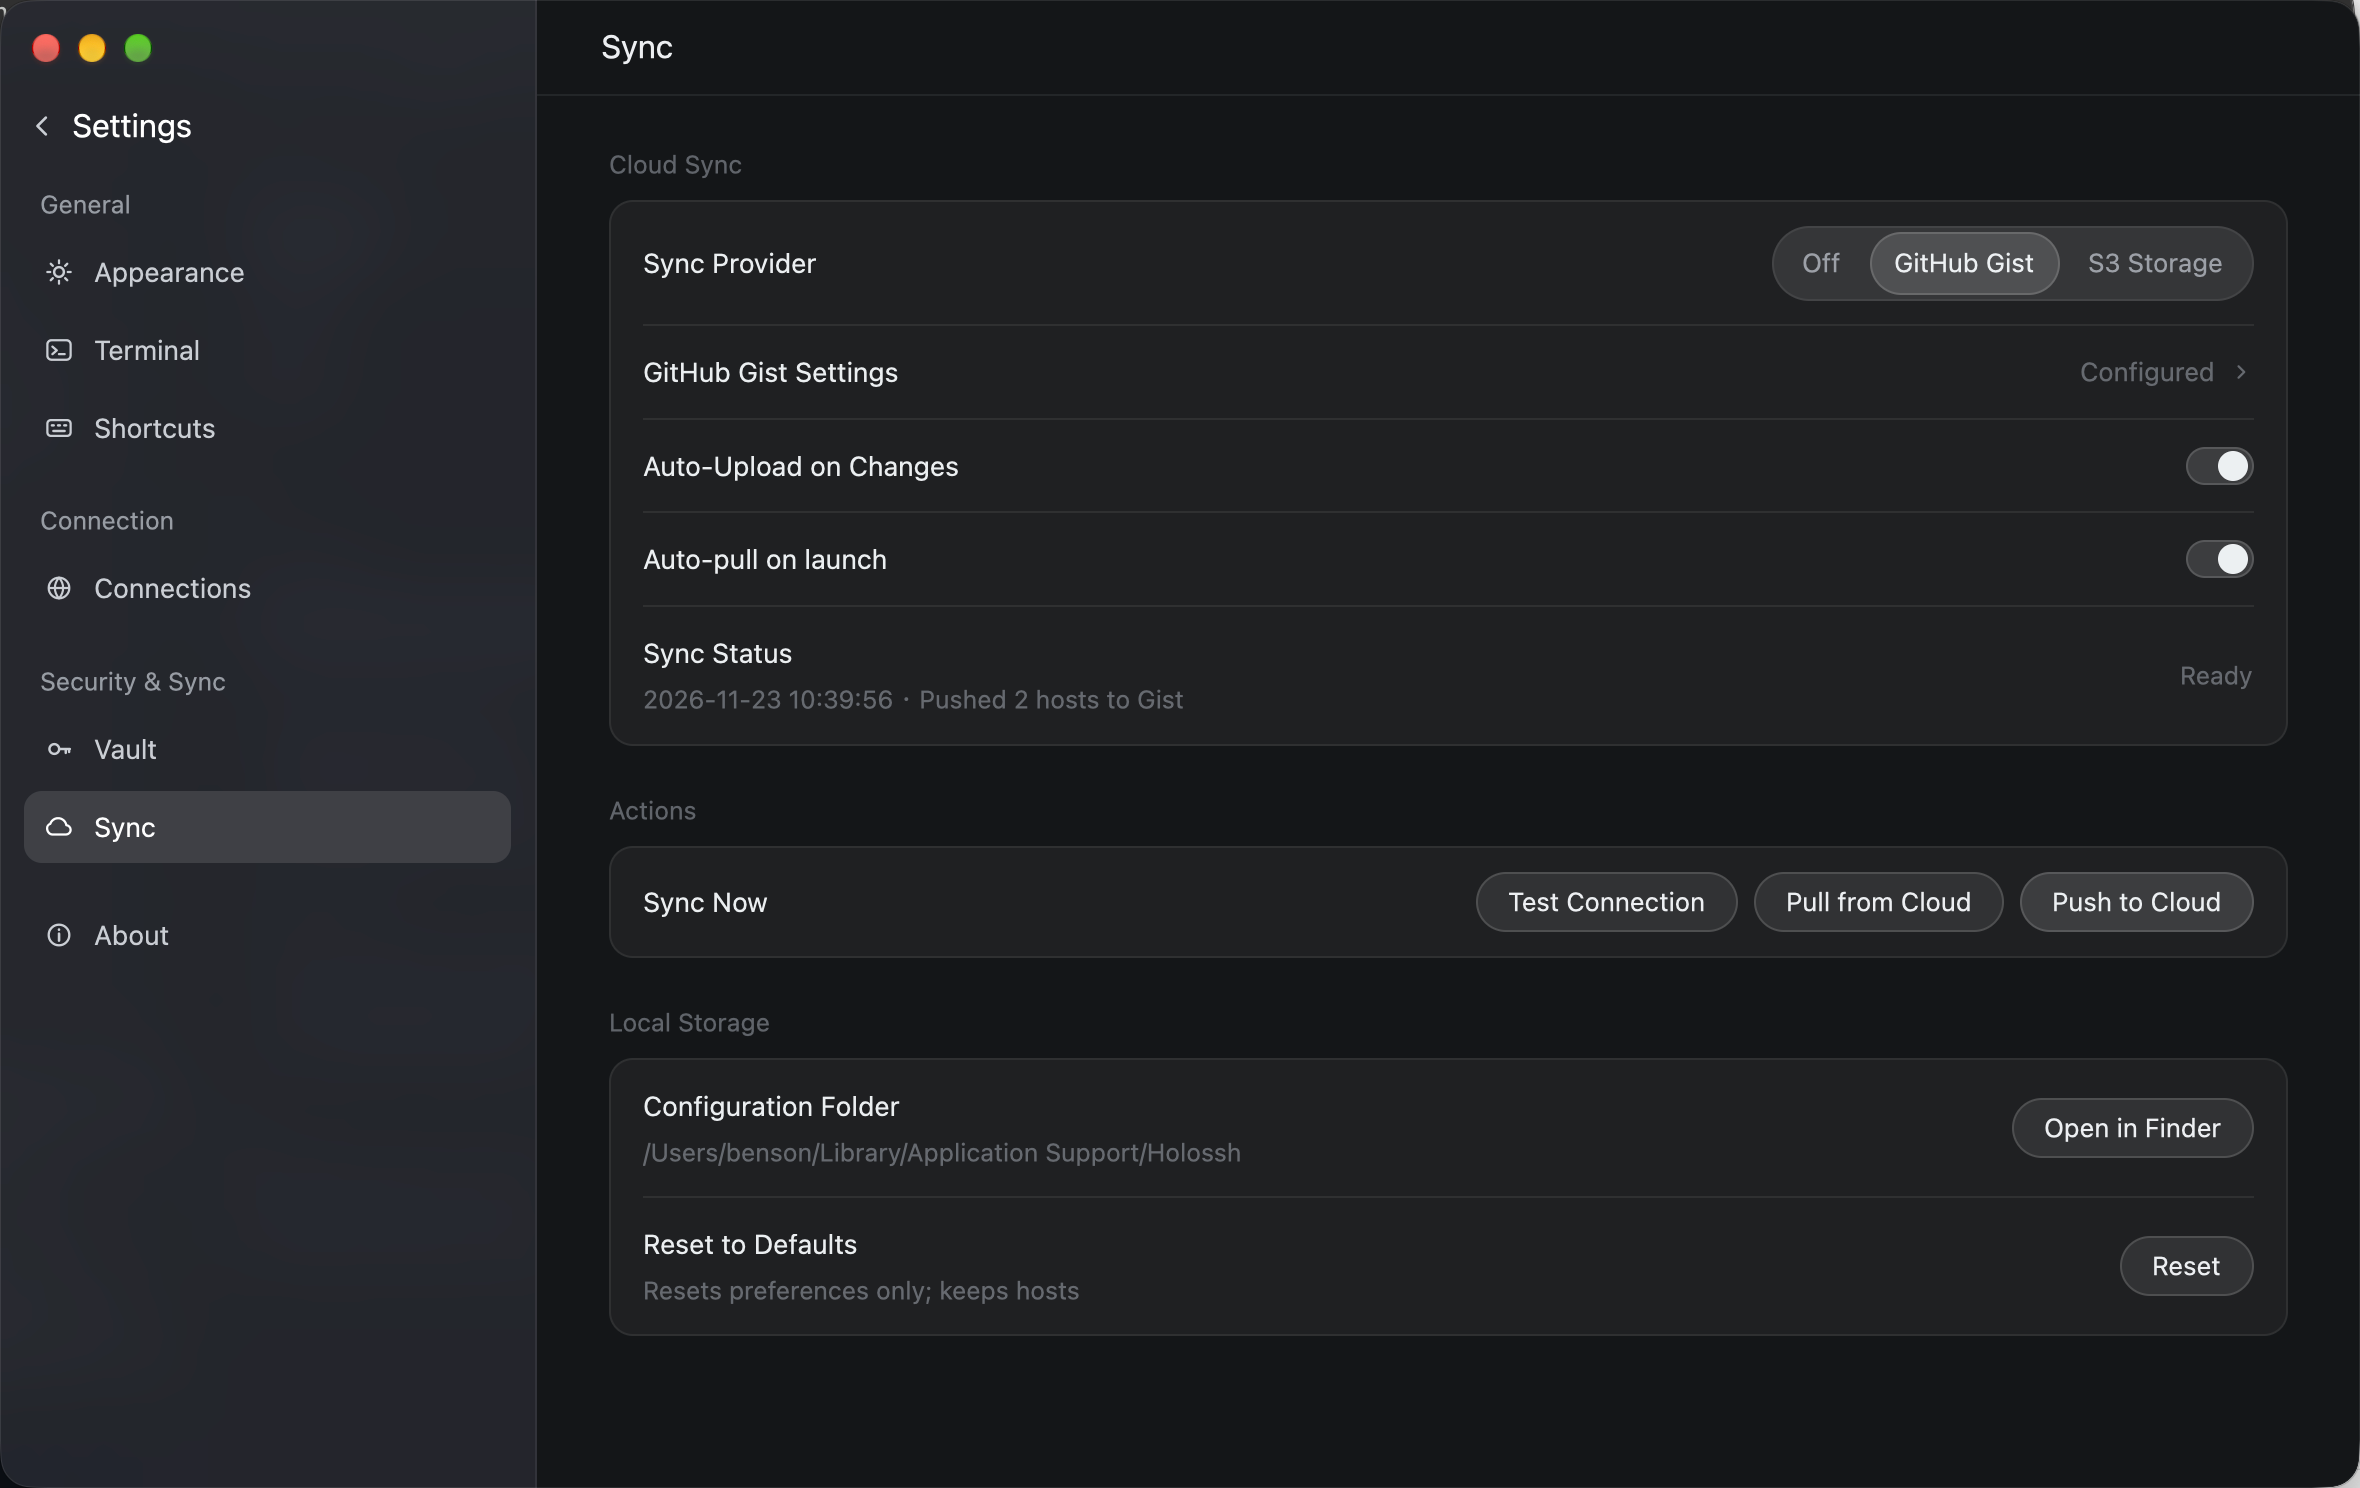 Settings
General
Appearance
Terminal
Shortcuts
Connection
Connections
Security & Sync
Vault
Sync
About
Sync
Cloud Sync
Sync Provider
Off
GitHub Gist
S3 Storage
GitHub Gist Settings
Configured
Auto-Upload on Changes
Auto-pull on launch
Sync Status
2026-11-23 10:39:56 · Pushed 2 hosts to Gist
Ready
Actions
Sync Now
Test Connection
Pull from Cloud
Push to Cloud
Local Storage
Configuration Folder
/Users/benson/Library/Application Support/Holossh
Open in Finder
Reset to Defaults
Resets preferences only; keeps hosts
Reset